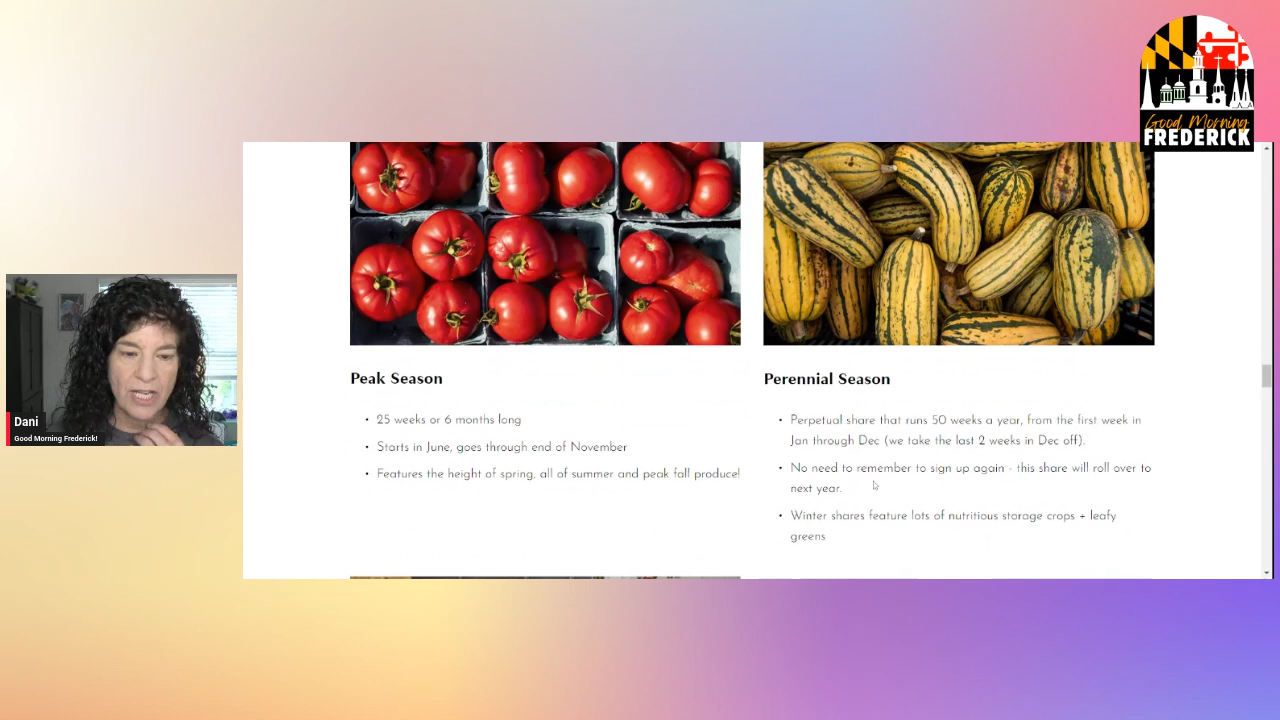 Good Morning
FREDERICK
Peak Season
• 25 weeks or 6 months long
• Starts in June, goes through end of November
• Features the height of spring, all of summer and peak fall produce!
Perennial Season
• Perpetual share that runs 50 weeks a year, from the first week in
Jan through Dec (we take the last 2 weeks in Dec off).
• No need to remember to sign up again - this share will roll over to
next year.
• Winter shares feature lots of nutritious storage crops + leafy
greens
Dani
Good Morning Frederick!